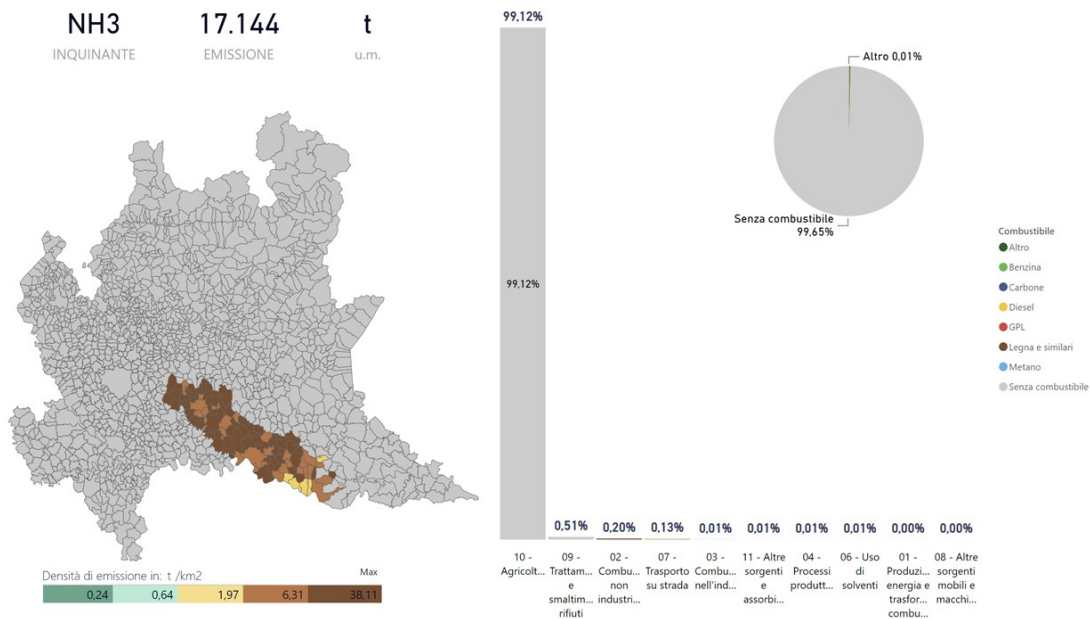 NH3
17.144
t
INQUINANTE
EMISSIONE
u.m.
Densità di emissione in: t /km2
Max
0,24
0,64
1,97
6,31
38,11
99,12%
99,12%
0,51%
0,20%
0,13%
0,01%
0,01%
0,01%
0,01%
0,00%
0,00%
10 -
Agricolt...
09 -
Trattam...
e
smaltim...
rifiuti
02 -
Combu...
non
industri...
07 -
Trasporto
su strada
03 -
Combu...
nell'ind...
11 - Altre
sorgenti
e
assorbi...
04 -
Processi
produtt...
06 - Uso
di
solventi
01 -
Produzi...
energia e
trasfor...
combu...
08 - Altre
sorgenti
mobili e
macchi...
Altro 0,01%
Senza combustibile
99,65%
Combustibile
Altro
Benzina
Carbone
Diesel
GPL
Legna e similari
Metano
Senza combustibile